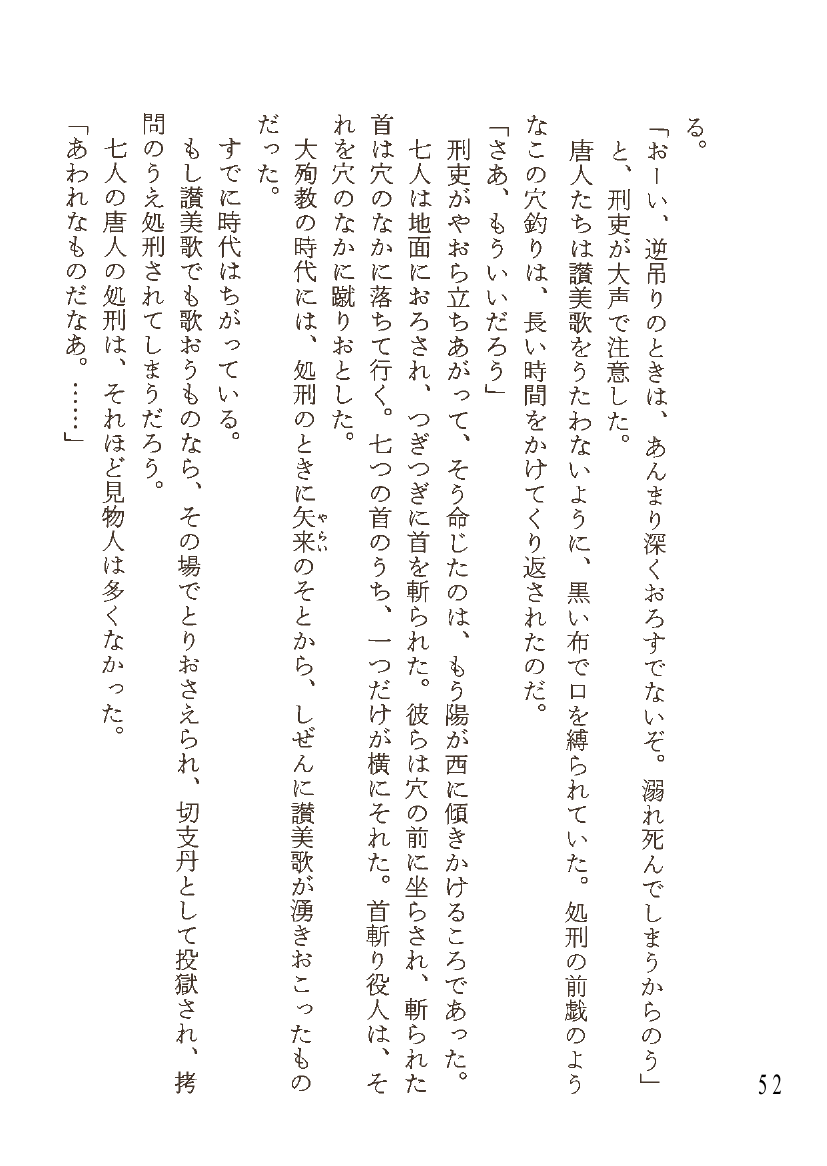 る。
「おーい、逆吊りのときは、あんまり深くおろすでないぞ。溺れ死んでしまうからのう」
と、刑吏が大声で注意した。
唐人たちは讃美歌をうたわないように、黒い布で口を縛られていた。処刑の前戯のよう
なこの穴釣りは、長い時間をかけてくり返されたのだ。
「さあ、もういいだろう」
刑吏がやおら立ちあがって、そう命じたのは、もう陽が西に傾きかけるころであった。
七人は地面におろされ、つぎつぎに首を斬られた。彼らは穴の前に坐らされ、斬られた
首は穴のなかに落ちて行く。七つの首のうち、一つだけが横にそれた。首斬り役人は、そ
れを穴のなかに蹴りおとした。
大殉教の時代には、処刑のときに矢来のそとから、しぜんに讃美歌が湧きおこったもの
やらい
だった。
すでに時代はちがっている。
もし讃美歌でも歌おうものなら、その場でとりおさえられ、切支丹として投獄され、拷
問のうえ処刑されてしまうだろう。
七人の唐人の処刑は、それほど見物人は多くなかった。
「あわれなものだなあ。……」
52